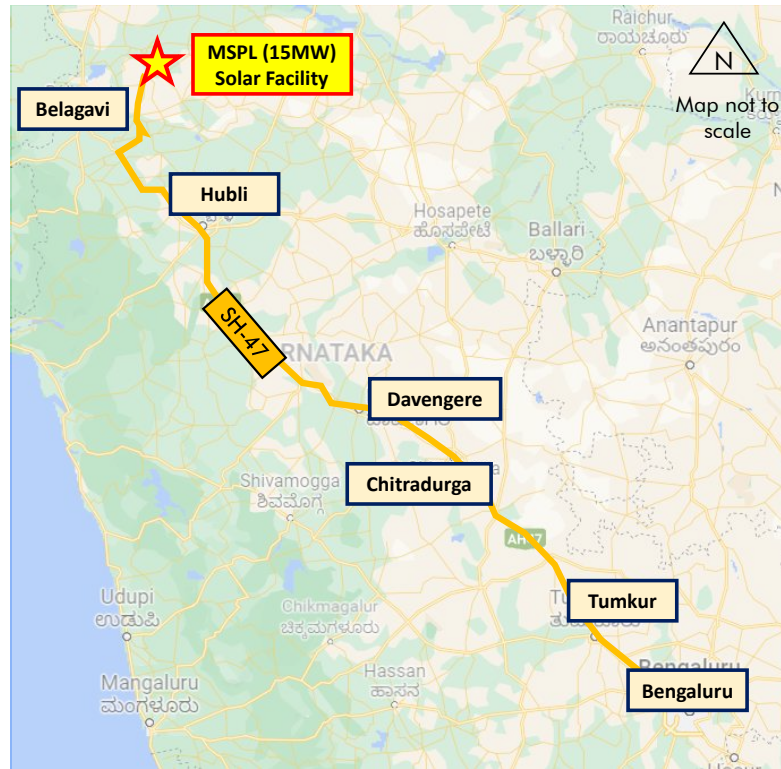 Raichur
ರಾಯಚೂರು
MSPL (15MW)
Solar Facility
N
Map not to
scale
Belagavi
Hubli
Hosapete
ಹೊಸಪೇಟೆ
Ballari
ಬಳ್ಳಾರಿ
SH-47
RNATAKA
Anantapur
అనంతపురం
Davengere
Shivamogga
ಶಿವಮೊಗ್ಗ
Chitradurga
AH47
Udupi
ಉಡುಪಿ
Chikmagalur
ಚಿಕ್ಕಮಗಳೂರು
Tumkur
Hassan
ಹಾಸನ
Mangaluru
ಮಂಗಳೂರು
Bengaluru